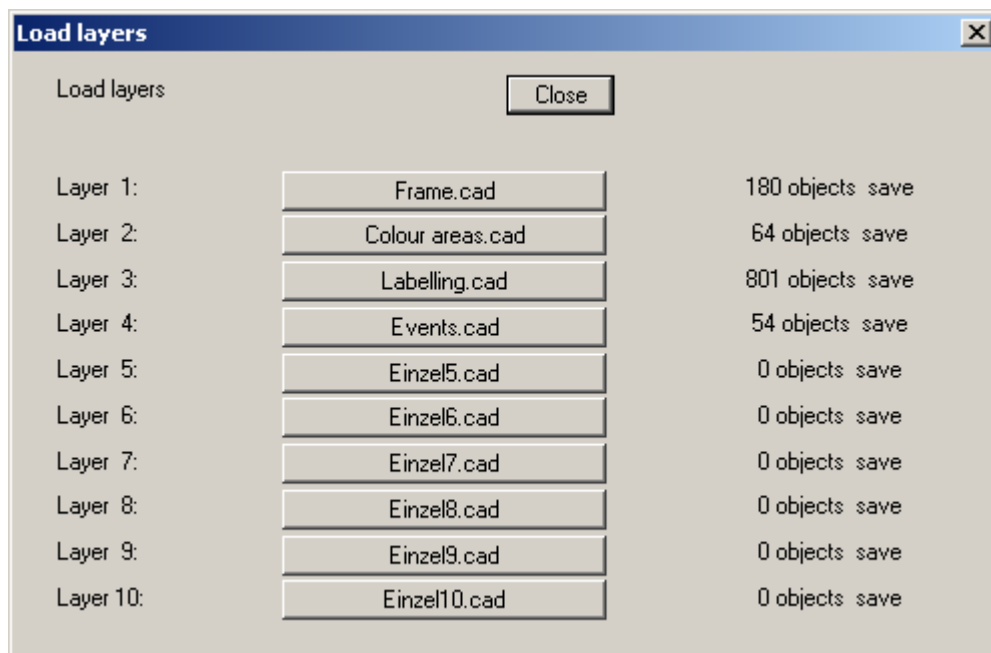 Load layers
Load layers Close
Layer 1: Frame.cad 180 objects save
Layer 2: Colour areas.cad 64 objects save
Layer 3: Labelling.cad 801 objects save
Layer 4: Events.cad 54 objects save
Layer 5: Einzel5.cad 0 objects save
Layer 6: Einzel6.cad 0 objects save
Layer 7: Einzel7.cad 0 objects save
Layer 8: Einzel8.cad 0 objects save
Layer 9: Einzel9.cad 0 objects save
Layer 10: Einzel10.cad 0 objects save